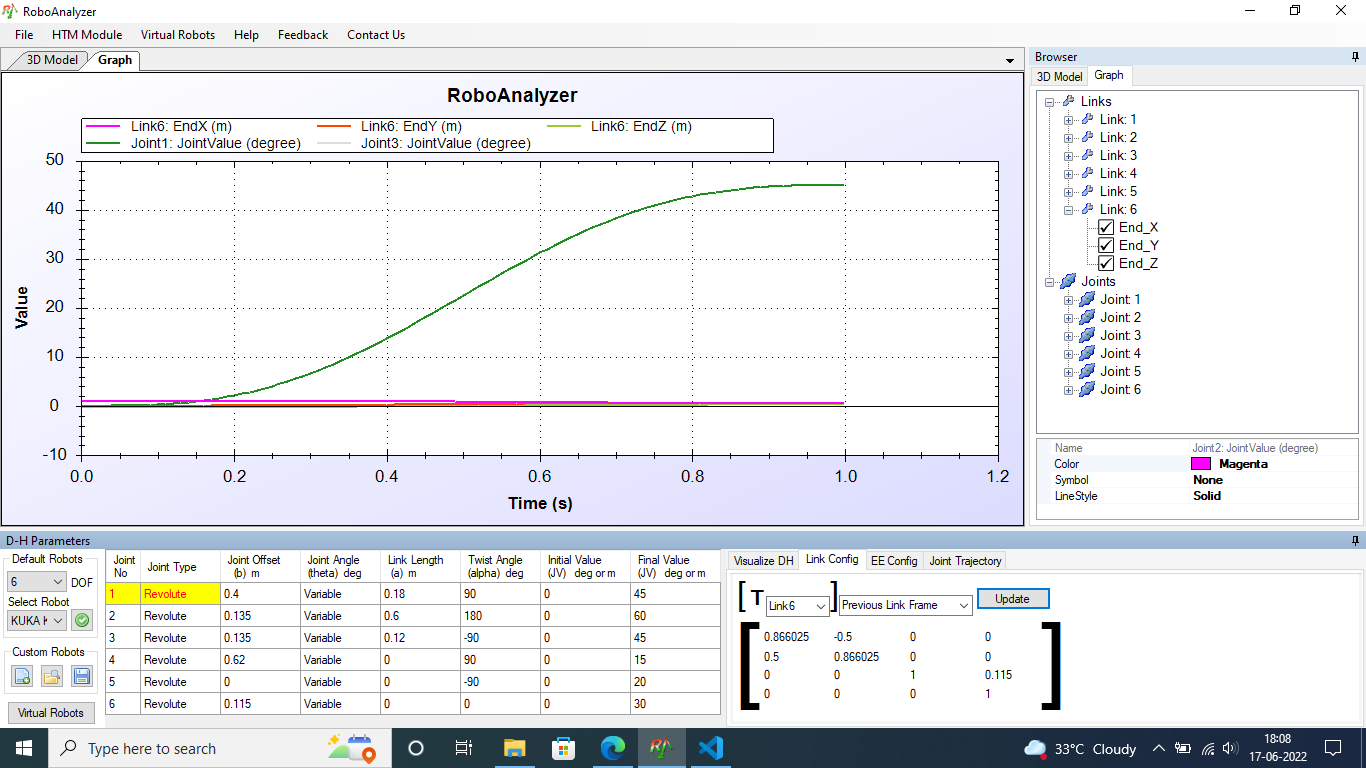 RoboAnalyzer
File HTM Module Virtual Robots Help Feedback Contact Us
3D Model Graph
RoboAnalyzer
Link6: EndX (m) Link6: EndY (m) Link6: EndZ (m)
Joint1: JointValue (degree) Joint3: JointValue (degree)
50
40
30
20
10
0
-10
Value
0.0 0.2 0.4 0.6 0.8 1.0 1.2
Time (s)
Browser
3D Model Graph
Links
Link: 1
Link: 2
Link: 3
Link: 4
Link: 5
Link: 6
End_X
End_Y
End_Z
Joints
Joint: 1
Joint: 2
Joint: 3
Joint: 4
Joint: 5
Joint: 6
Name Joint2: JointValue (degree)
Color Magenta
Symbol None
LineStyle Solid
D-H Parameters
Default Robots
6 DOF
Select Robot
KUKA K
Custom Robots
Virtual Robots
Joint No Joint Type Joint Offset (b) m Joint Angle (theta) deg Link Length (a) m Twist Angle (alpha) deg Initial Value (JV) deg or m Final Value (JV) deg or m
1 Revolute 0.4 Variable 0.18 90 0 45
2 Revolute 0.135 Variable 0.6 180 0 60
3 Revolute 0.135 Variable 0.12 -90 0 45
4 Revolute 0.62 Variable 0 90 0 15
5 Revolute 0 Variable 0 -90 0 20
6 Revolute 0.115 Variable 0 0 0 30
Visualize DH Link Config EE Config Joint Trajectory
[ T Link6 ] Previous Link Frame Update
0.866025 -0.5 0 0
0.5 0.866025 0 0
0 0 1 0.115
0 0 0 1
Type here to search
33°C Cloudy
18:08
17-06-2022